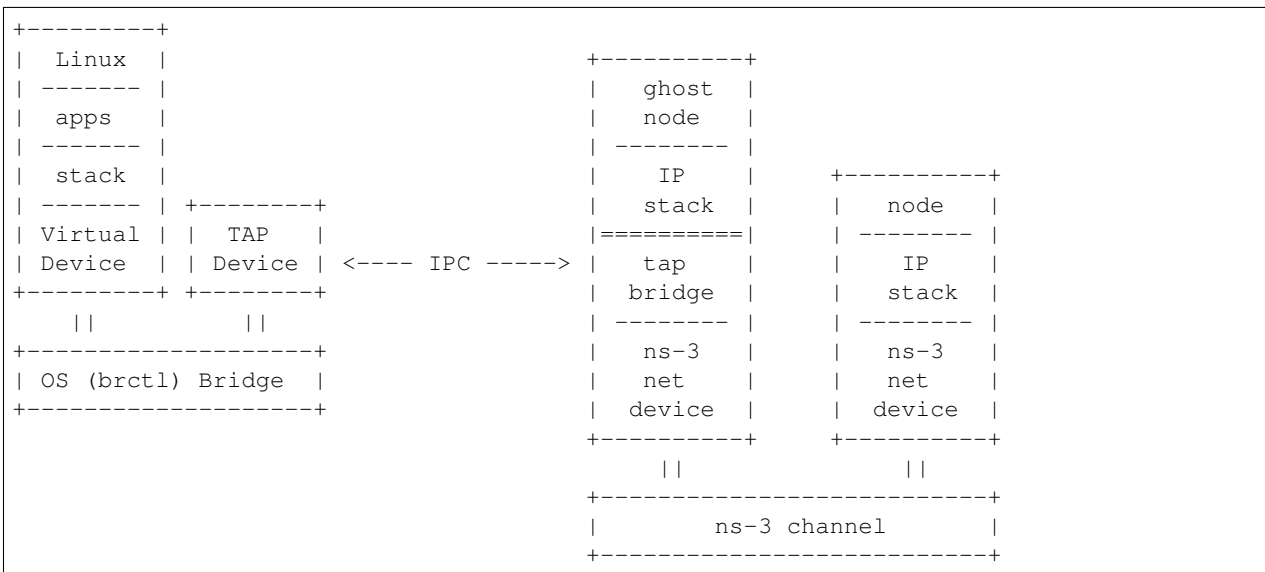 +---------+
|  Linux  |                             +----------+
| ------- |                             |   ghost  |
|  apps   |                             |   node   |
| ------- |                             | -------- |
|  stack  |                             |    IP    |     +----------+
| ------- | +--------+                  |   stack  |     |   node   |
| Virtual | |  TAP   |                  |==========|     | -------- |
| Device  | | Device | <---- IPC -----> |   tap    |     |    IP    |
+---------+ +--------+                  |  bridge  |     |   stack  |
    ||          ||                      | -------- |     | -------- |
+--------------------+                  |   ns-3   |     |   ns-3   |
| OS (brctl) Bridge  |                  |   net    |     |   net    |
+--------------------+                  |  device  |     |  device  |
                                        +----------+     +----------+
                                             ||               ||
                                        +---------------------------+
                                        |        ns-3 channel       |
                                        +---------------------------+